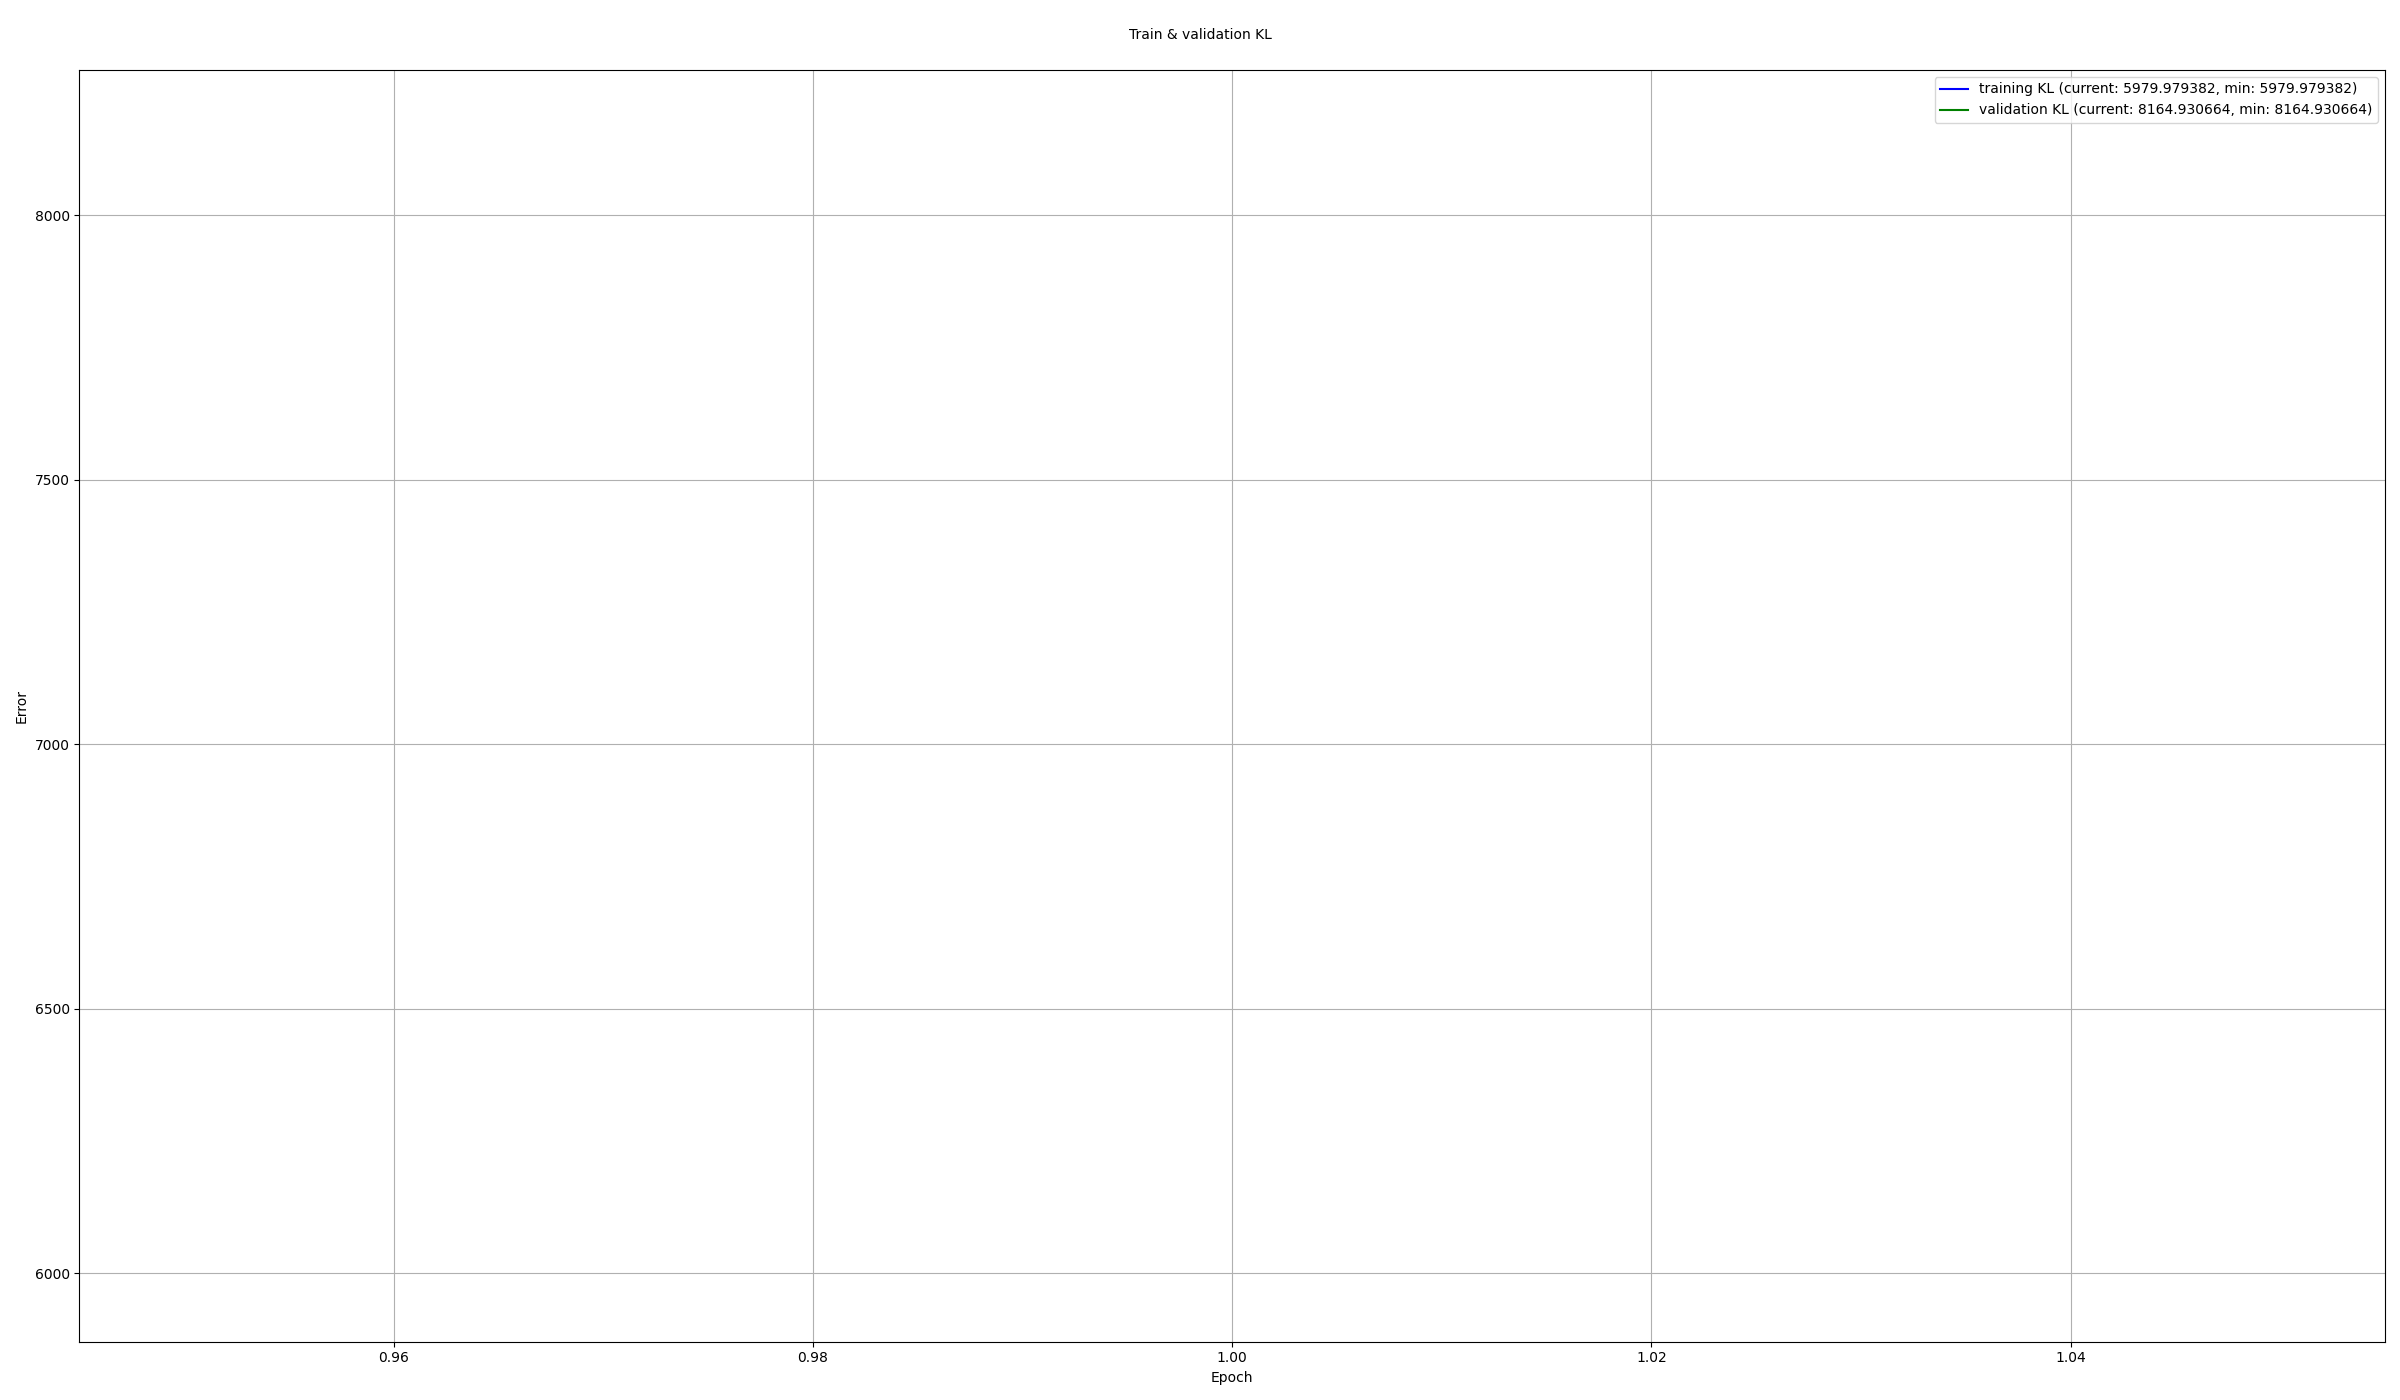 Train & validation KL
training KL (current: 5979.979382, min: 5979.979382)
validation KL (current: 8164.930664, min: 8164.930664)
8000
7500
7000
6500
6000
Error
0.96 0.98 1.00 1.02 1.04
Epoch